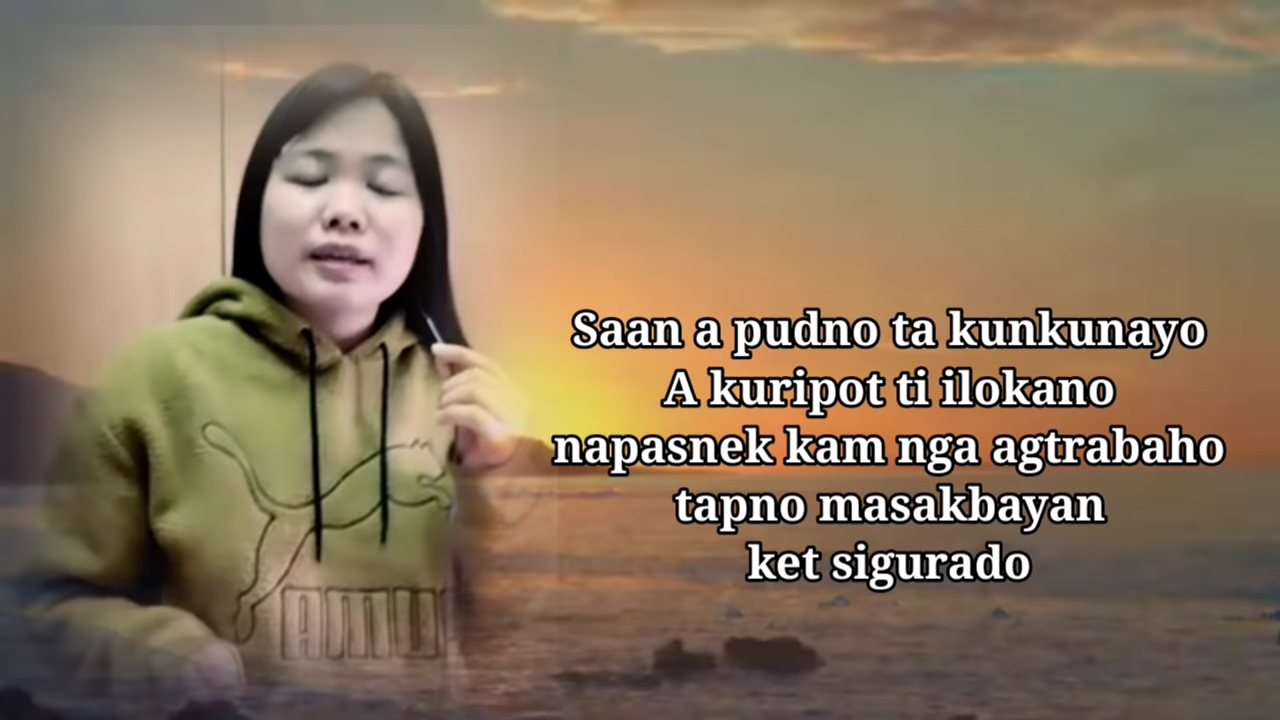 Saan a pudno ta kunkunayo
A kuripot ti ilokano
napasnek kam nga agtrabaho
tapno masakbayan
ket sigurado